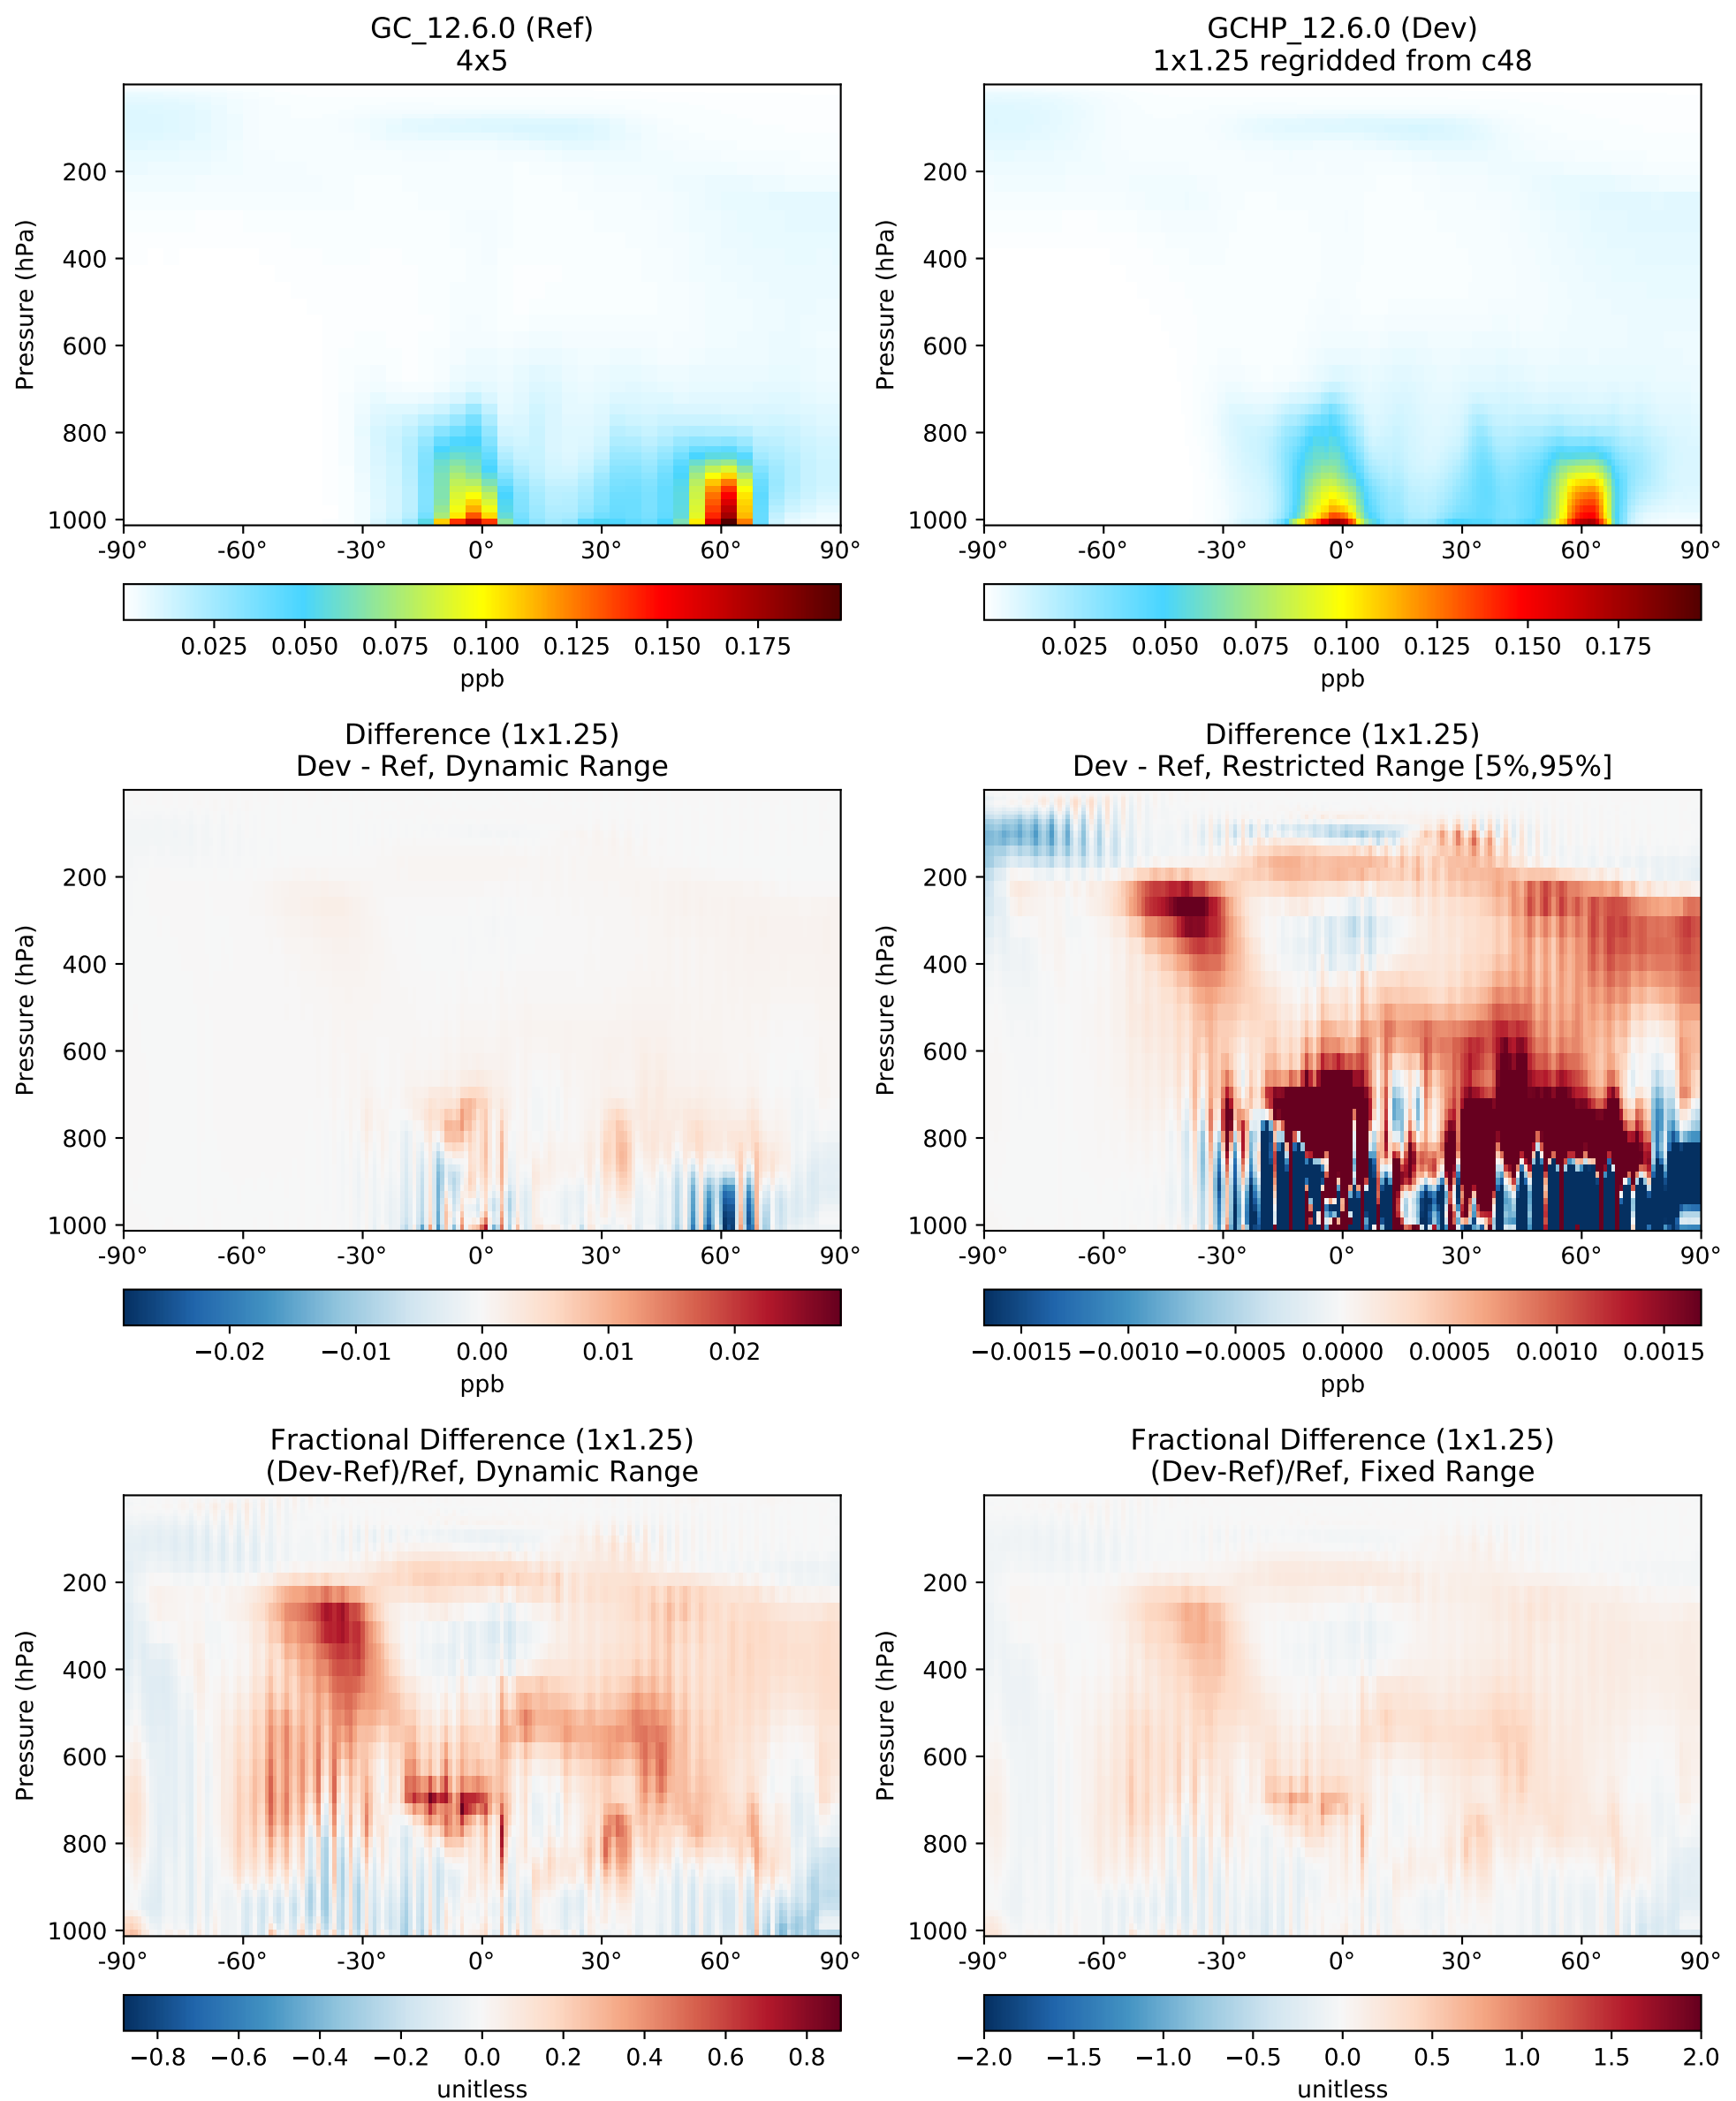 GC_12.6.0 (Ref)
4x5
Pressure (hPa)
200
400
600
800
1000
-90° -60° -30° 0° 30° 60° 90°
0.025 0.050 0.075 0.100 0.125 0.150 0.175
ppb
GCHP_12.6.0 (Dev)
1x1.25 regridded from c48
Pressure (hPa)
200
400
600
800
1000
-90° -60° -30° 0° 30° 60° 90°
0.025 0.050 0.075 0.100 0.125 0.150 0.175
ppb
Difference (1x1.25)
Dev - Ref, Dynamic Range
Pressure (hPa)
200
400
600
800
1000
-90° -60° -30° 0° 30° 60° 90°
−0.02 −0.01 0.00 0.01 0.02
ppb
Difference (1x1.25)
Dev - Ref, Restricted Range [5%,95%]
Pressure (hPa)
200
400
600
800
1000
-90° -60° -30° 0° 30° 60° 90°
−0.0015 −0.0010 −0.0005 0.0000 0.0005 0.0010 0.0015
ppb
Fractional Difference (1x1.25)
(Dev-Ref)/Ref, Dynamic Range
Pressure (hPa)
200
400
600
800
1000
-90° -60° -30° 0° 30° 60° 90°
−0.8 −0.6 −0.4 −0.2 0.0 0.2 0.4 0.6 0.8
unitless
Fractional Difference (1x1.25)
(Dev-Ref)/Ref, Fixed Range
Pressure (hPa)
200
400
600
800
1000
-90° -60° -30° 0° 30° 60° 90°
−2.0 −1.5 −1.0 −0.5 0.0 0.5 1.0 1.5 2.0
unitless